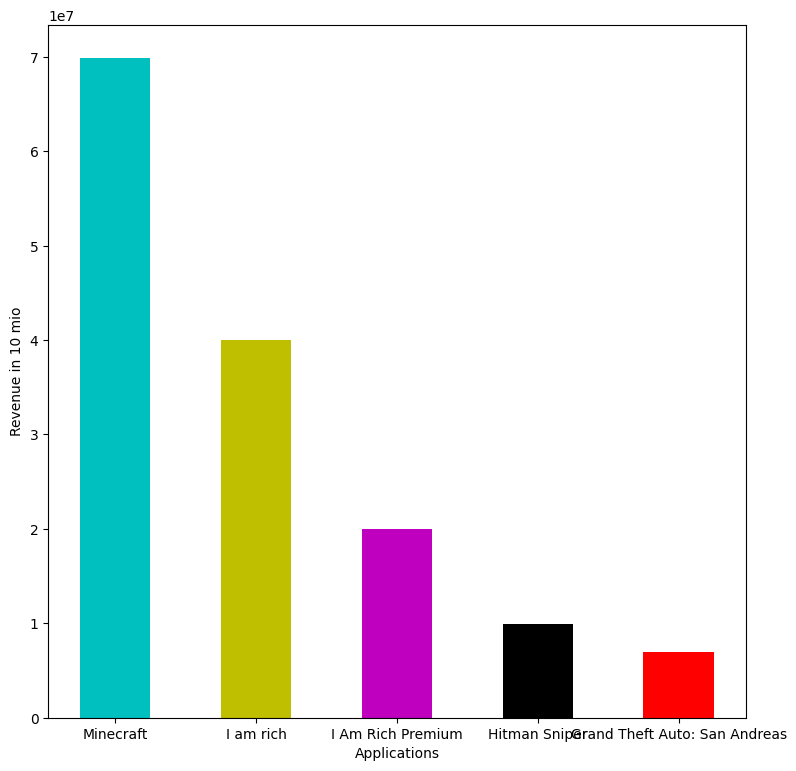 1e7
7
6
5
4
3
2
1
0
Revenue in 10 mio
Minecraft
I am rich
I Am Rich Premium
Hitman Sniper
Grand Theft Auto: San Andreas
Applications